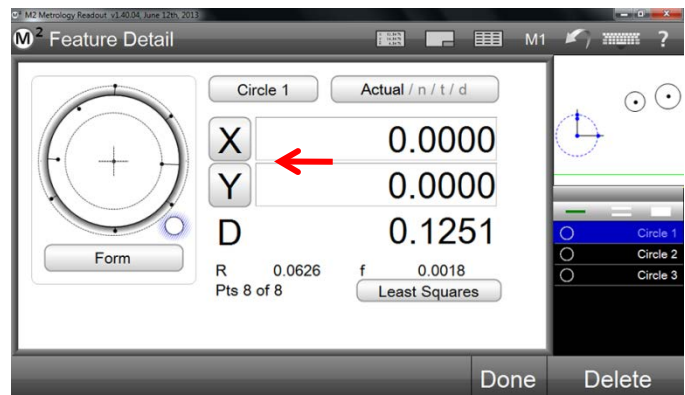 M2 Metrology Readout v1.40.04, June 12th, 2013
M2 Feature Detail
M1
?
Circle 1
Actual / n / t / d
X
0.0000
Y
0.0000
D
0.1251
Form
R 0.0626 f 0.0018
Pts 8 of 8
Least Squares
Circle 1
Circle 2
Circle 3
Done
Delete